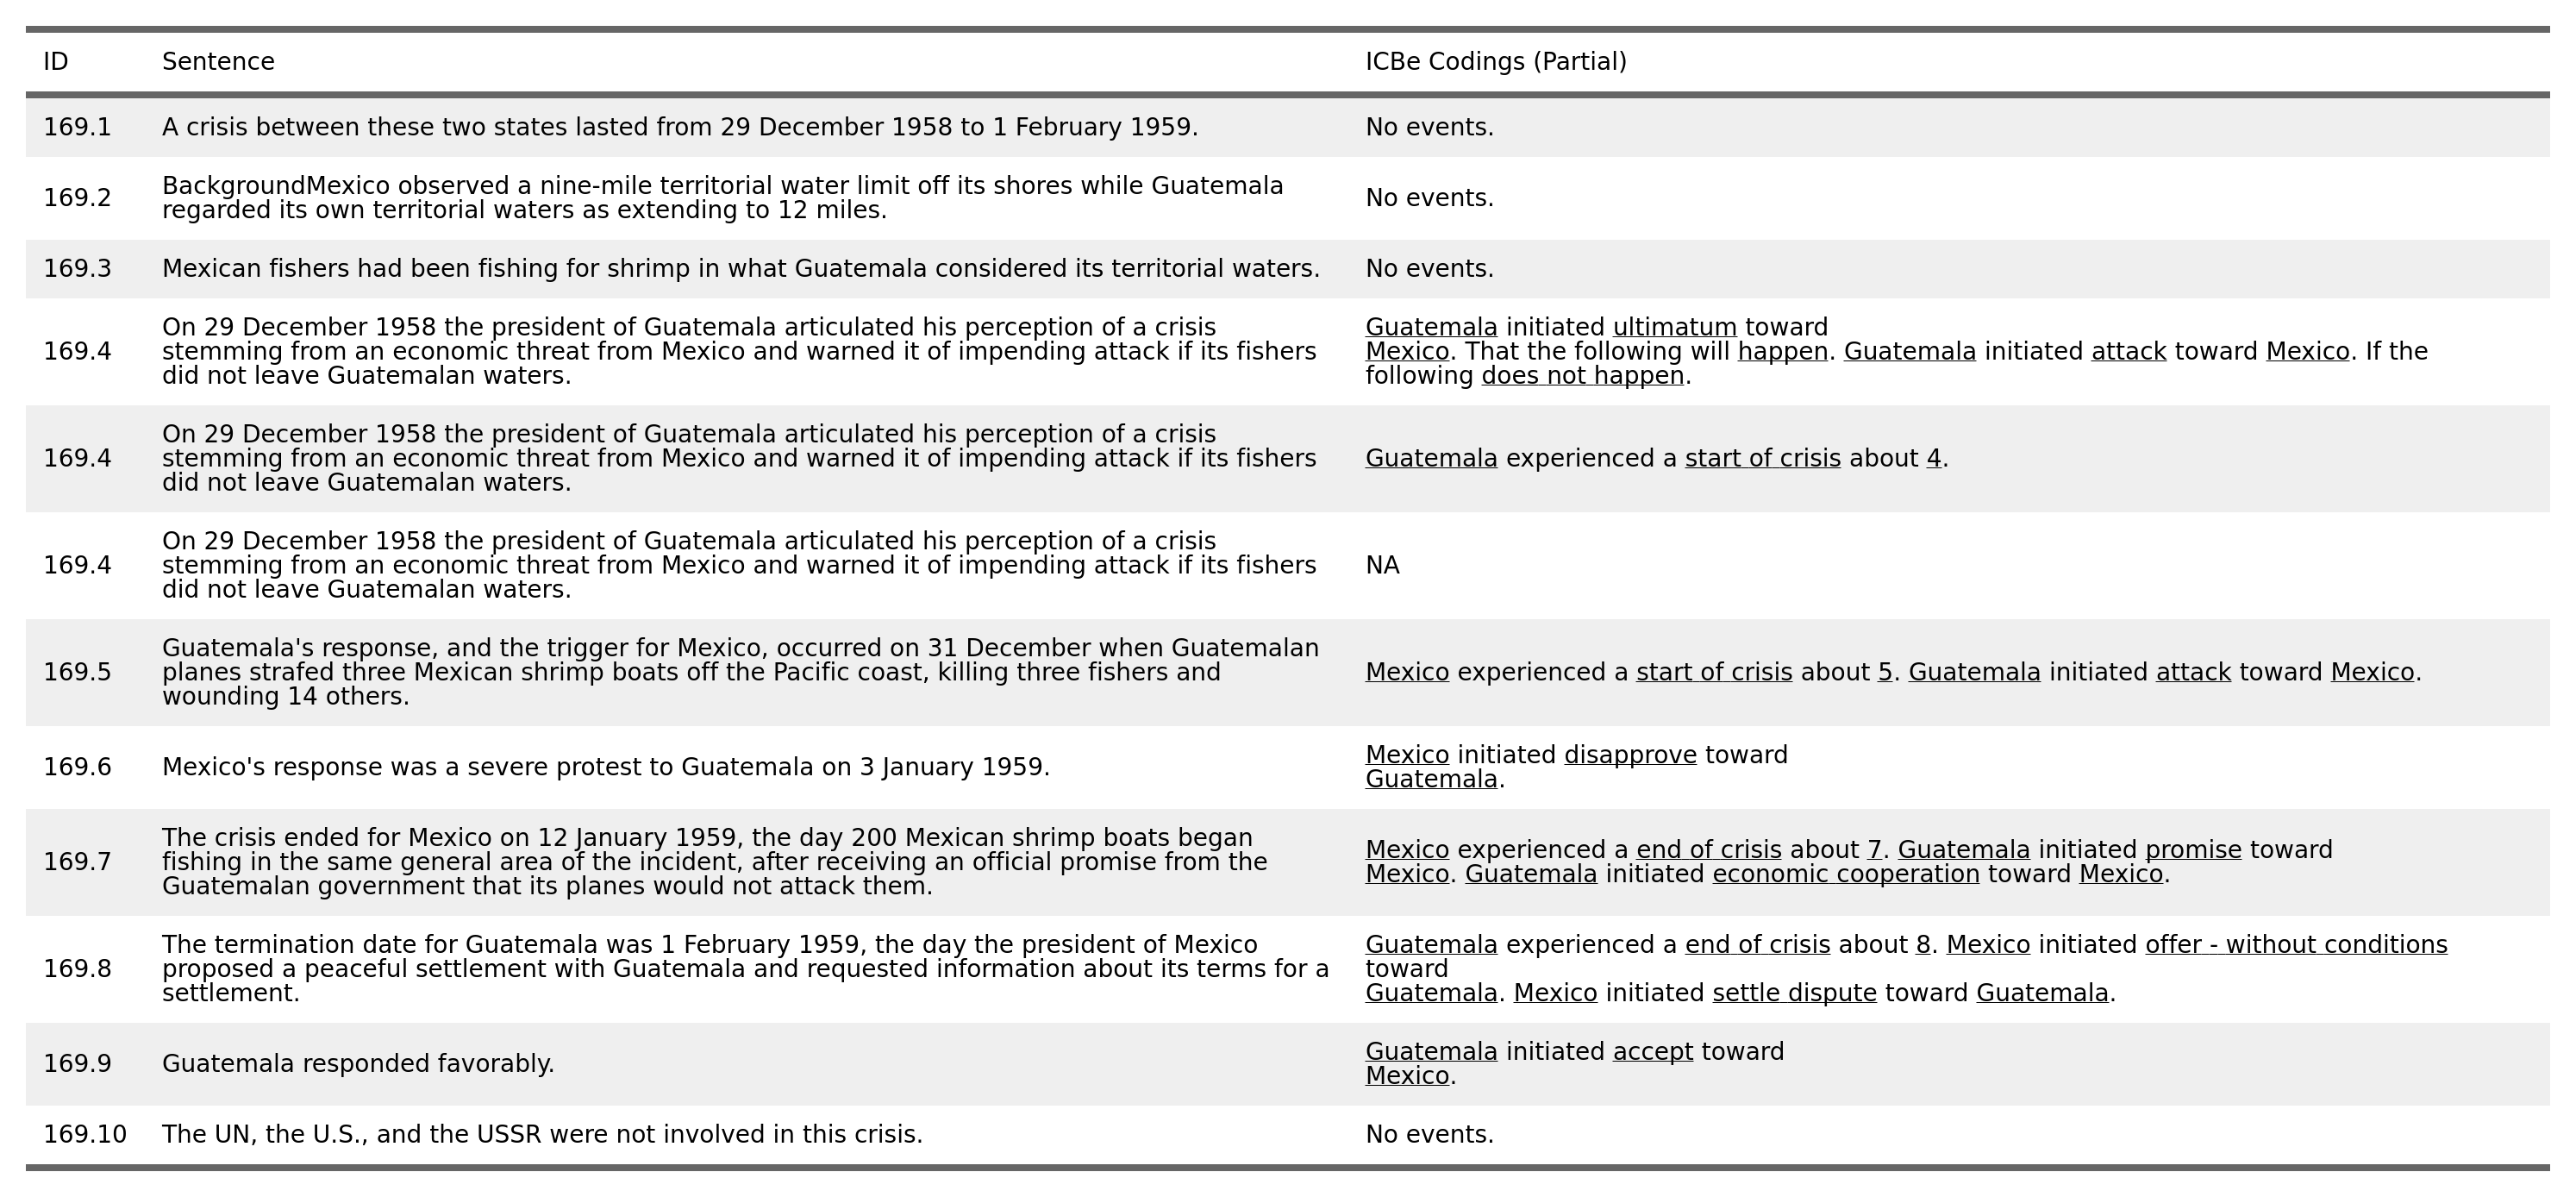 ID Sentence ICBe Codings (Partial)
169.1 A crisis between these two states lasted from 29 December 1958 to 1 February 1959. No events.
169.2 BackgroundMexico observed a nine-mile territorial water limit off its shores while Guatemala
regarded its own territorial waters as extending to 12 miles. No events.
169.3 Mexican fishers had been fishing for shrimp in what Guatemala considered its territorial waters. No events.
169.4 On 29 December 1958 the president of Guatemala articulated his perception of a crisis
stemming from an economic threat from Mexico and warned it of impending attack if its fishers
did not leave Guatemalan waters.
Guatemala initiated ultimatum toward
Mexico. That the following will happen. Guatemala initiated attack toward Mexico. If the
following does not happen.
169.4 On 29 December 1958 the president of Guatemala articulated his perception of a crisis
stemming from an economic threat from Mexico and warned it of impending attack if its fishers
did not leave Guatemalan waters.
Guatemala experienced a start of crisis about 4.
169.4 On 29 December 1958 the president of Guatemala articulated his perception of a crisis
stemming from an economic threat from Mexico and warned it of impending attack if its fishers
did not leave Guatemalan waters.
NA
169.5 Guatemala's response, and the trigger for Mexico, occurred on 31 December when Guatemalan
planes strafed three Mexican shrimp boats off the Pacific coast, killing three fishers and
wounding 14 others.
Mexico experienced a start of crisis about 5. Guatemala initiated attack toward Mexico.
169.6 Mexico's response was a severe protest to Guatemala on 3 January 1959.
Mexico initiated disapprove toward
Guatemala.
169.7 The crisis ended for Mexico on 12 January 1959, the day 200 Mexican shrimp boats began
fishing in the same general area of the incident, after receiving an official promise from the
Guatemalan government that its planes would not attack them.
Mexico experienced a end of crisis about 7. Guatemala initiated promise toward
Mexico. Guatemala initiated economic cooperation toward Mexico.
169.8 The termination date for Guatemala was 1 February 1959, the day the president of Mexico
proposed a peaceful settlement with Guatemala and requested information about its terms for a
settlement.
Guatemala experienced a end of crisis about 8. Mexico initiated offer - without conditions
toward
Guatemala. Mexico initiated settle dispute toward Guatemala.
169.9 Guatemala responded favorably.
Guatemala initiated accept toward
Mexico.
169.10 The UN, the U.S., and the USSR were not involved in this crisis. No events.